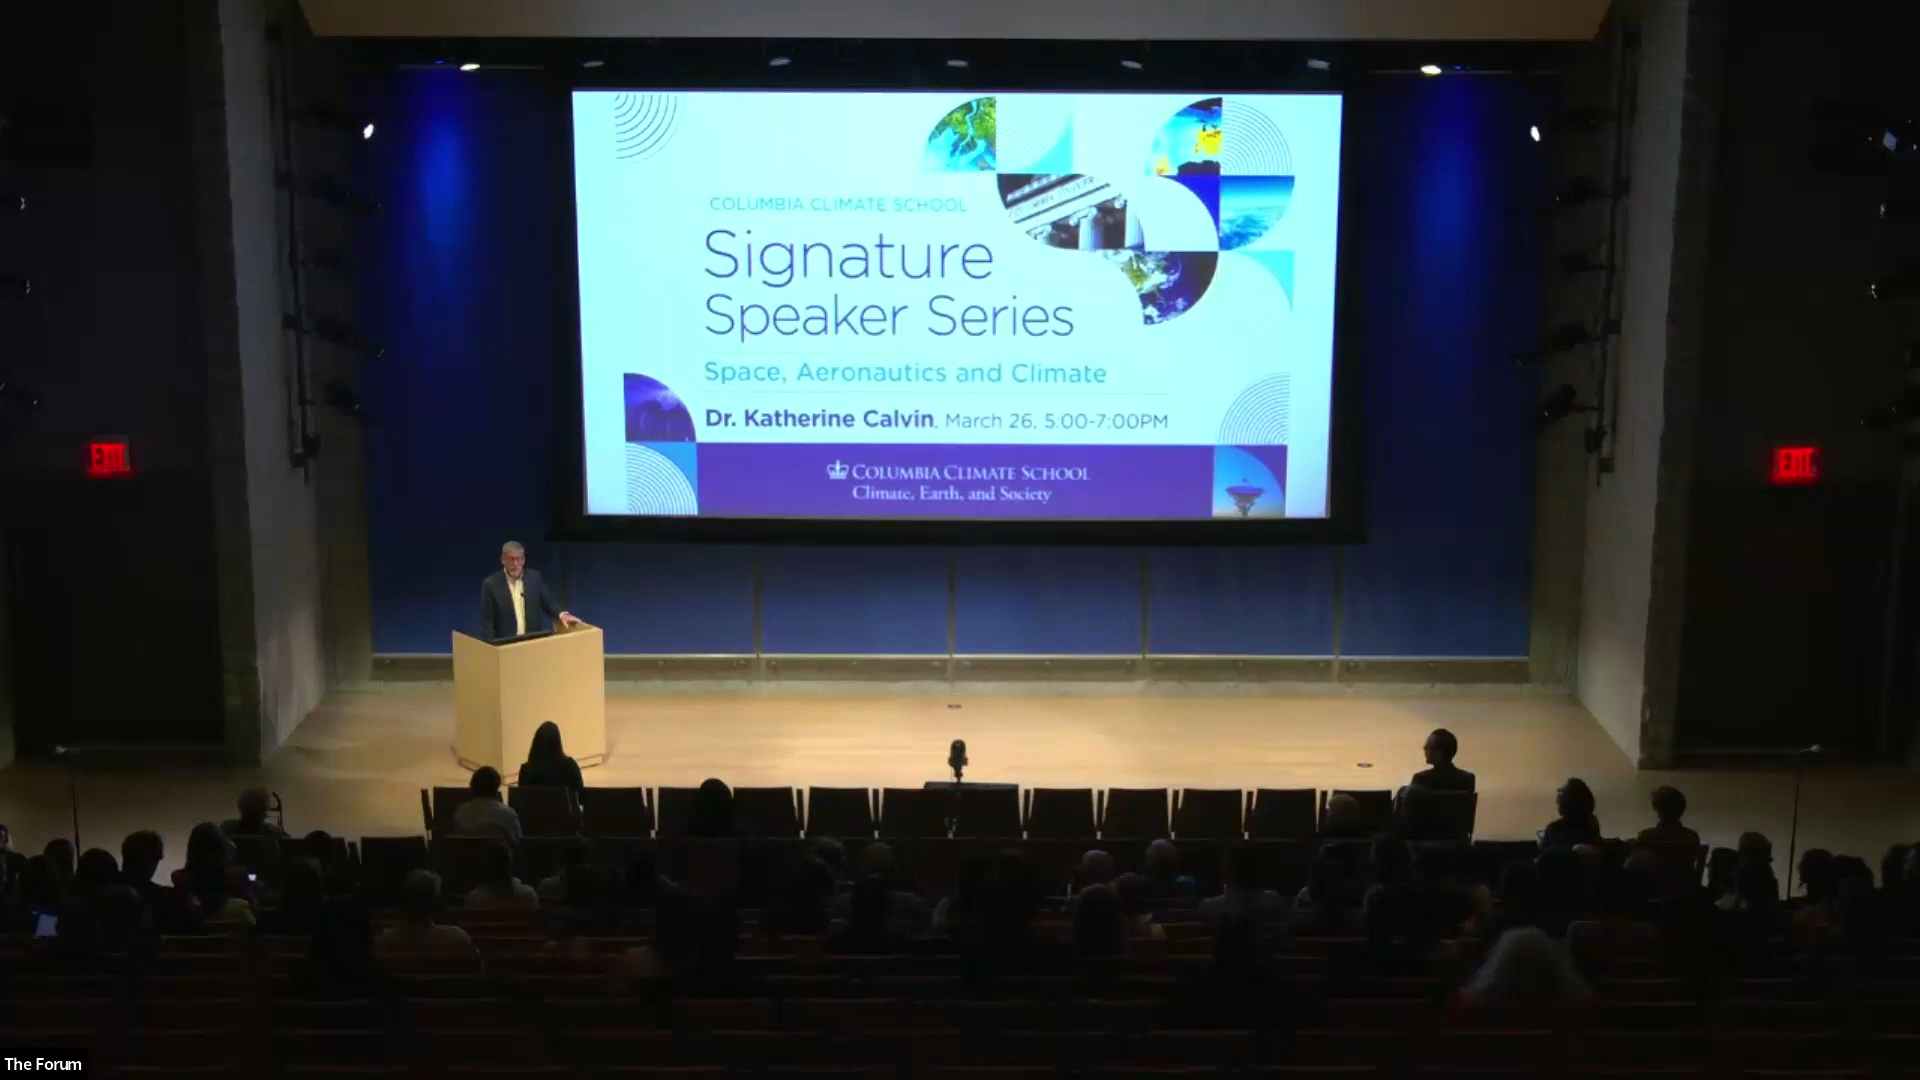 COLUMBIA CLIMATE SCHOOL
Signature
Speaker Series
Space, Aeronautics and Climate
Dr. Katherine Calvin, March 26, 5:00-7:00PM
COLUMBIA CLIMATE SCHOOL
Climate, Earth, and Society
EXIT
EXIT
The Forum